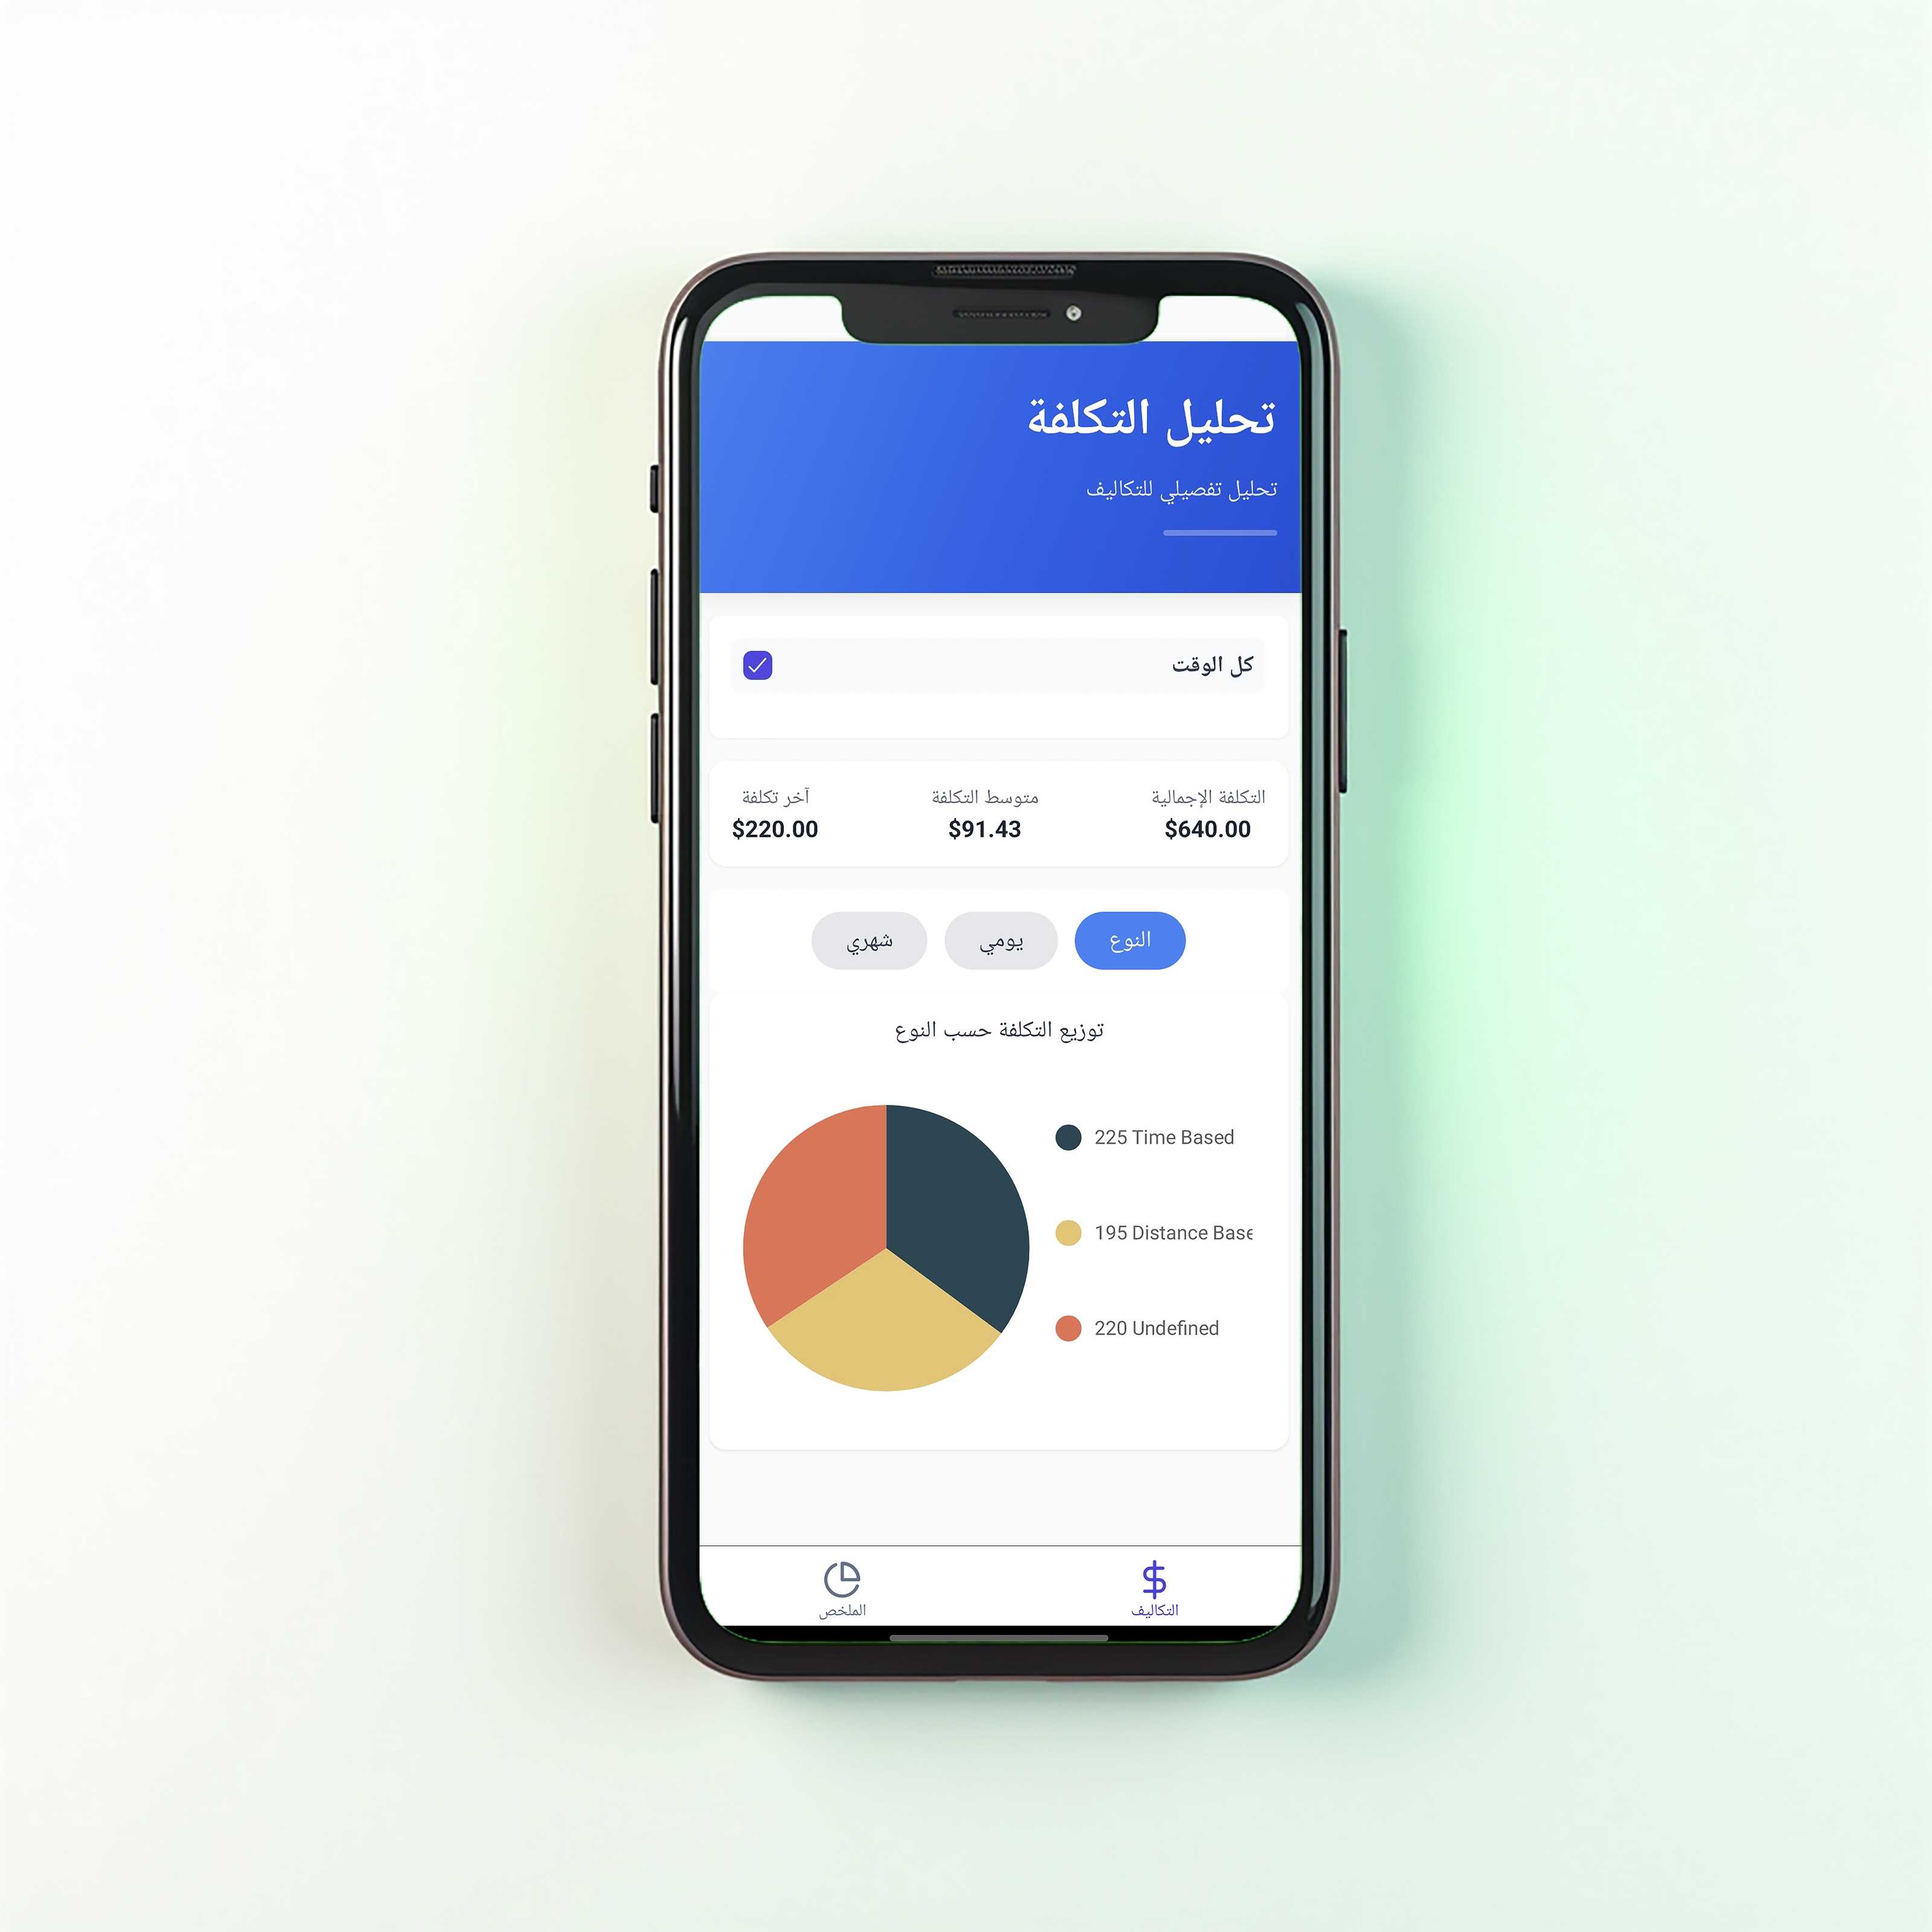 تحليل التكلفة
تحليل تفصيلي للتكاليف
كل الوقت
التكلفة الإجمالية
$640.00
متوسط التكلفة
$91.43
آخر تكلفة
$220.00
النوع
يومي
شهري
توزيع التكلفة حسب النوع
225 Time Based
195 Distance Base
220 Undefined
التكاليف
الملخص